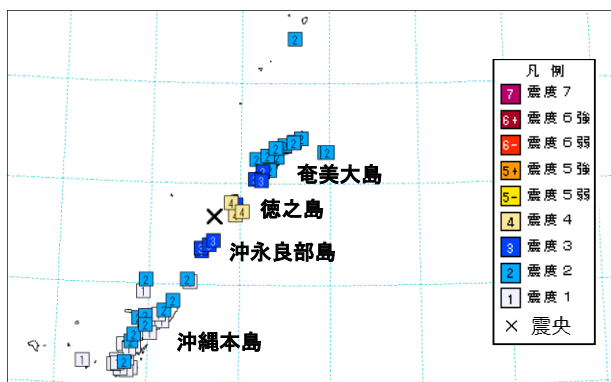 凡 例
7 震度７
6+ 震度６強
6- 震度６弱
5+ 震度５強
5- 震度５弱
4 震度４
3 震度３
2 震度２
1 震度１
× 震央
奄美大島
徳之島
沖永良部島
沖縄本島